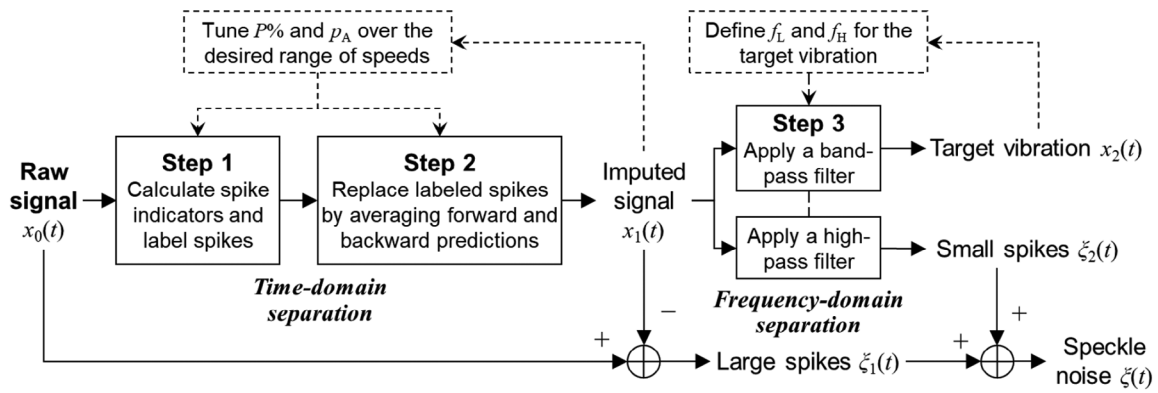 Tune P% and pA over the
desired range of speeds
Define fL and fH for the
target vibration
Raw
signal
x0(t)
Step 1
Calculate spike
indicators and
label spikes
Step 2
Replace labeled spikes
by averaging forward and
backward predictions
Imputed
signal
x1(t)
Step 3
Apply a band-
pass filter
Target vibration x2(t)
Apply a high-
pass filter
Small spikes ξ2(t)
Time-domain
separation
Frequency-domain
separation
−
+
+
+
Large spikes ξ1(t)
Speckle
noise ξ(t)